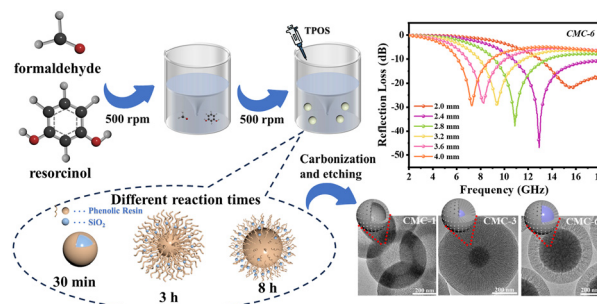 formaldehyde
resorcinol
500 rpm
500 rpm
TPOS
Carbonization
and etching
Different reaction times
Phenolic Resin
SiO₂
30 min
3 h
8 h
CMC-6
Reflection Loss (dB)
0
-10
-20
-30
-40
-50
2.0 mm
2.4 mm
2.8 mm
3.2 mm
3.6 mm
4.0 mm
2 4 6 8 10 12 14 16 18
Frequency (GHz)
CMC-1
CMC-3
CMC-6
200 nm
200 nm
200 nm